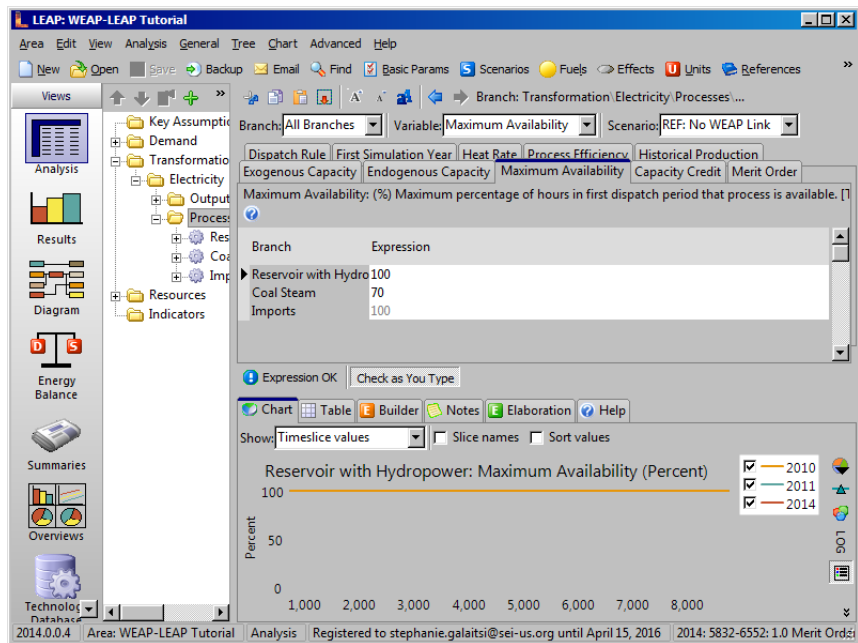 LEAP: WEAP-LEAP Tutorial
Area Edit View Analysis General Tree Chart Advanced Help
New Open Save Backup Email Find Basic Params Scenarios Fuels Effects Units References »
Views » Branch: Transformation\Electricity\Processes\...
Analysis
Results
Diagram
Energy
Balance
Summaries
Overviews
Technolog
Database
Key Assumptic
Demand
Transformatio
Electricity
Output
Process
Res
Coa
Imp
Resources
Indicators
Branch: All Branches Variable: Maximum Availability Scenario: REF: No WEAP Link
Dispatch Rule First Simulation Year Heat Rate Process Efficiency Historical Production
Exogenous Capacity Endogenous Capacity Maximum Availability Capacity Credit Merit Order
Maximum Availability: (%) Maximum percentage of hours in first dispatch period that process is available. [T
Branch Expression
Reservoir with Hydro 100
Coal Steam 70
Imports 100
Expression OK Check as You Type
Chart Table Builder Notes Elaboration Help
Show: Timeslice values Slice names Sort values
Reservoir with Hydropower: Maximum Availability (Percent)
2010
2011
2014
LOG
Percent
100
50
0
1,000 2,000 3,000 4,000 5,000 6,000 7,000 8,000
2014.0.0.4 Area: WEAP-LEAP Tutorial Analysis Registered to stephanie.galaitsi@sei-us.org until April 15, 2016 2014: 5832-6552: 1.0 Merit Order